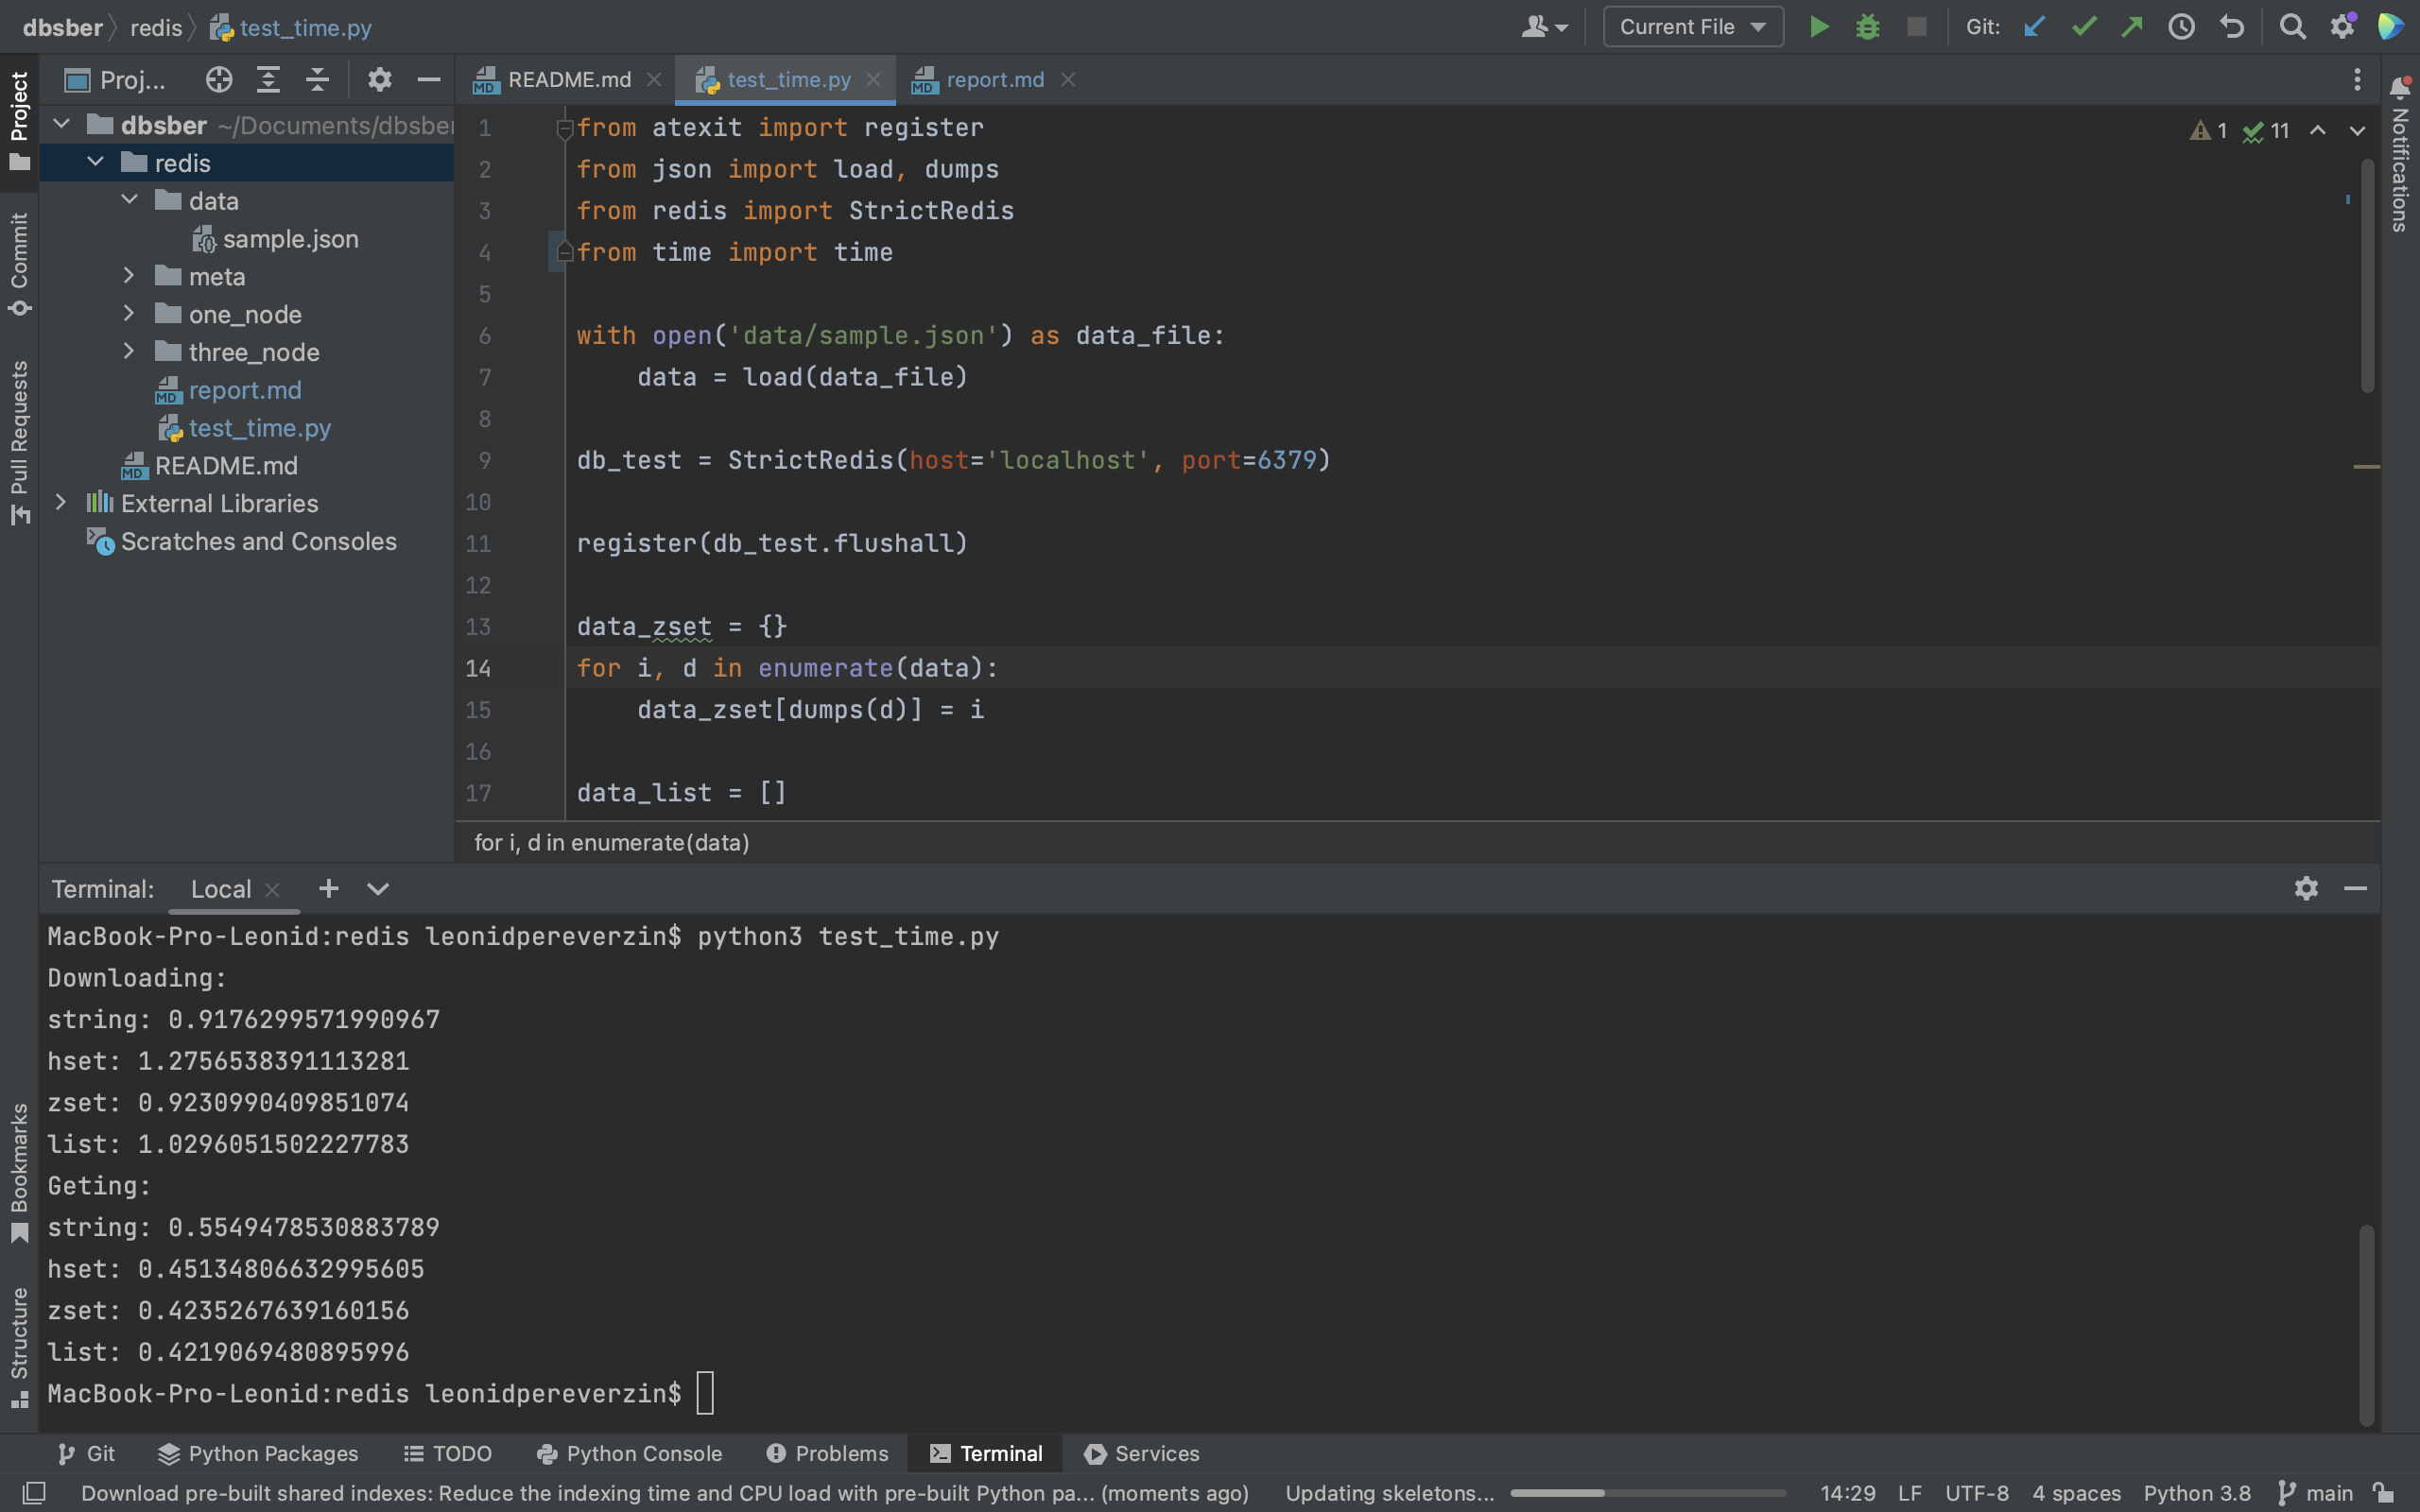 dbsber redis test_time.py
Current File
Git:
Proj...
README.md
test_time.py
report.md
Project
Commit
Pull Requests
Bookmarks
Structure
Notifications
dbsber ~/Documents/dbsber
redis
data
sample.json
meta
one_node
three_node
report.md
test_time.py
README.md
External Libraries
Scratches and Consoles
1 11
1 from atexit import register
2 from json import load, dumps
3 from redis import StrictRedis
4 from time import time
5
6 with open('data/sample.json') as data_file:
7 data = load(data_file)
8
9 db_test = StrictRedis(host='localhost', port=6379)
10
11 register(db_test.flushall)
12
13 data_zset = {}
14 for i, d in enumerate(data):
15 data_zset[dumps(d)] = i
16
17 data_list = []
for i, d in enumerate(data)
Terminal: Local
MacBook-Pro-Leonid:redis leonidpereverzin$ python3 test_time.py
Downloading:
string: 0.9176299571990967
hset: 1.2756538391113281
zset: 0.9230990409851074
list: 1.0296051502227783
Geting:
string: 0.5549478530883789
hset: 0.45134806632995605
zset: 0.4235267639160156
list: 0.4219069480895996
MacBook-Pro-Leonid:redis leonidpereverzin$
Git Python Packages TODO Python Console Problems Terminal Services
Download pre-built shared indexes: Reduce the indexing time and CPU load with pre-built Python pa... (moments ago) Updating skeletons... 14:29 LF UTF-8 4 spaces Python 3.8 main